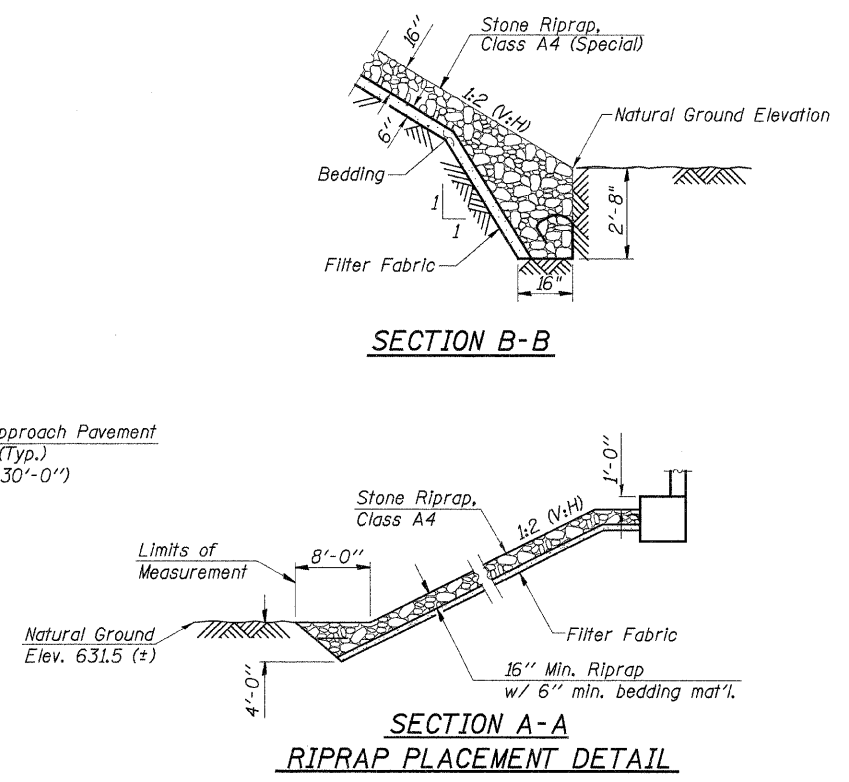 16"
Stone Riprap,
Class A4 (Special)
1:2 (V:H)
Natural Ground Elevation
6"
Bedding
1
1
2'-8"
Filter Fabric
16"
SECTION B-B
pproach Pavement
(Typ.)
30'-0")
1'-0"
Stone Riprap,
Class A4
1:2 (V:H)
Limits of
Measurement
8'-0"
Natural Ground
Elev. 631.5 (±)
Filter Fabric
4'-0"
16" Min. Riprap
w/ 6" min. bedding mat'l.
SECTION A-A
RIPRAP PLACEMENT DETAIL